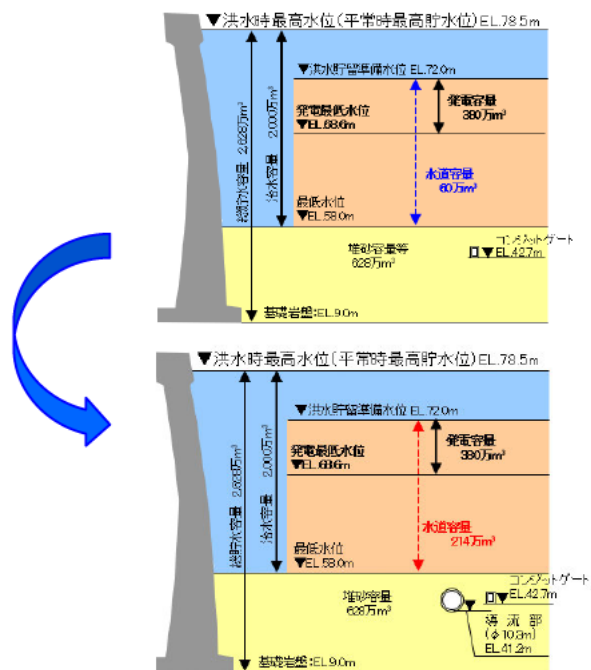 ▼洪水時最高水位(平常時最高貯水位)EL.78.5m
▼洪水貯留準備水位 EL.72.0m
発電容量
380万m³
発電最低水位
▼EL.68.6m
総貯水容量 2,628万m³
治水容量 2,000万m³
水道容量
60万m³
最低水位
▼EL.58.0m
コンジットゲート
▼EL.42.7m
堆砂容量等
628万m³
基礎岩盤:EL.9.0m
▼洪水時最高水位(平常時最高貯水位)EL.78.5m
▼洪水貯留準備水位 EL.72.0m
発電容量
380万m³
発電最低水位
▼EL.68.6m
総貯水容量 2,628万m³
治水容量 2,000万m³
水道容量
214万m³
最低水位
▼EL.58.0m
コンジットゲート
▼EL.42.7m
堆砂容量
628万m³
導流部
(φ10.3m)
EL.41.2m
基礎岩盤:EL.9.0m